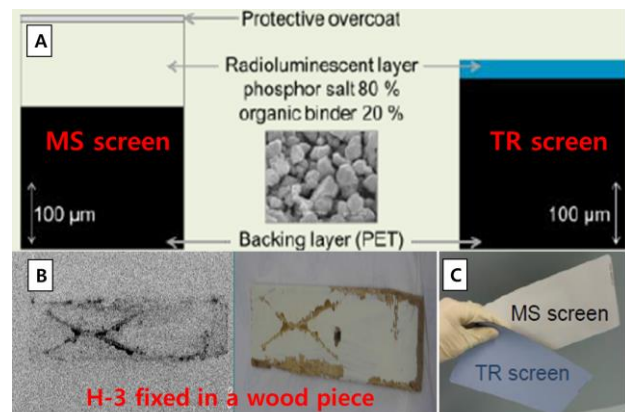 A
Protective overcoat
Radioluminescent layer
phosphor salt 80 %
organic binder 20 %
MS screen
TR screen
100 µm
100 µm
Backing layer (PET)
B
H-3 fixed in a wood piece
C
MS screen
TR screen